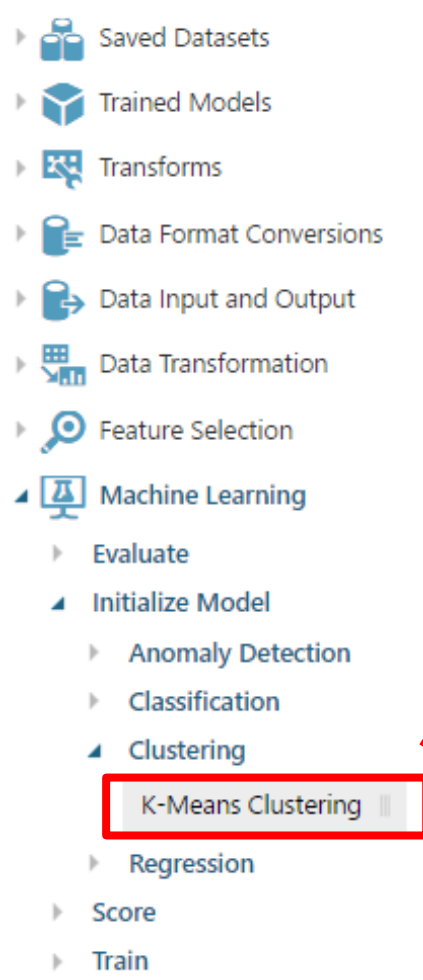 Saved Datasets
Trained Models
Transforms
Data Format Conversions
Data Input and Output
Data Transformation
Feature Selection
Machine Learning
Evaluate
Initialize Model
Anomaly Detection
Classification
Clustering
K-Means Clustering
Regression
Score
Train